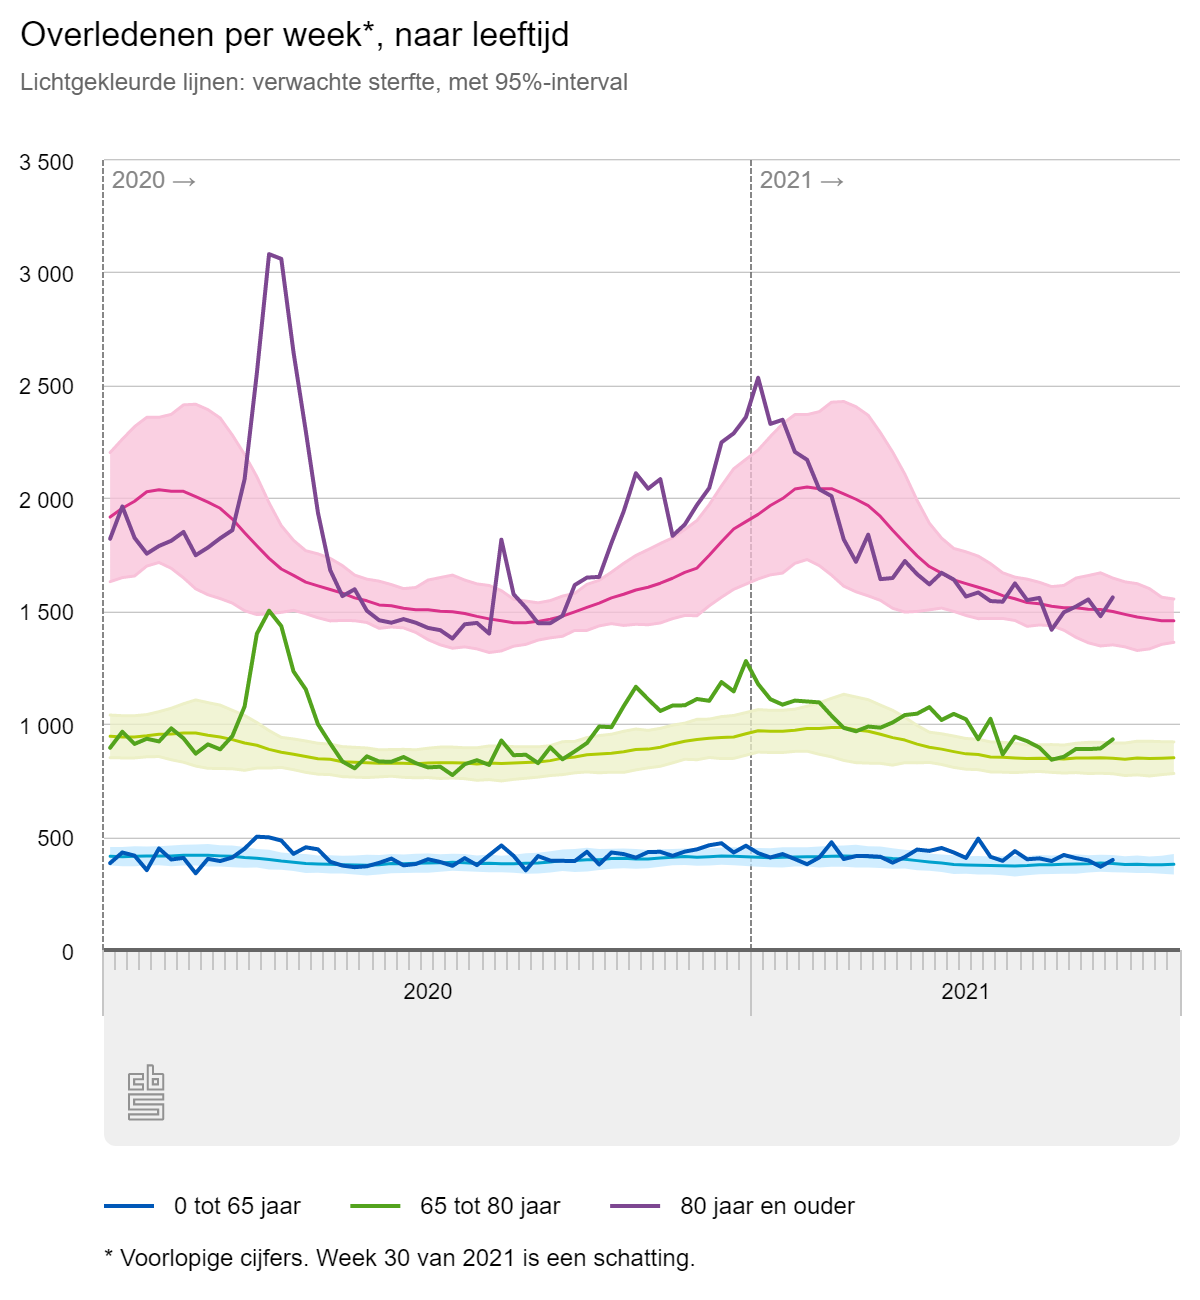 Overledenen per week*, naar leeftijd
Lichtgekleurde lijnen: verwachte sterfte, met 95%-interval
3 500
2020 →
2021 →
3 000
2 500
2 000
1 500
1 000
500
0
2020
2021
cbs
0 tot 65 jaar
65 tot 80 jaar
80 jaar en ouder
* Voorlopige cijfers. Week 30 van 2021 is een schatting.